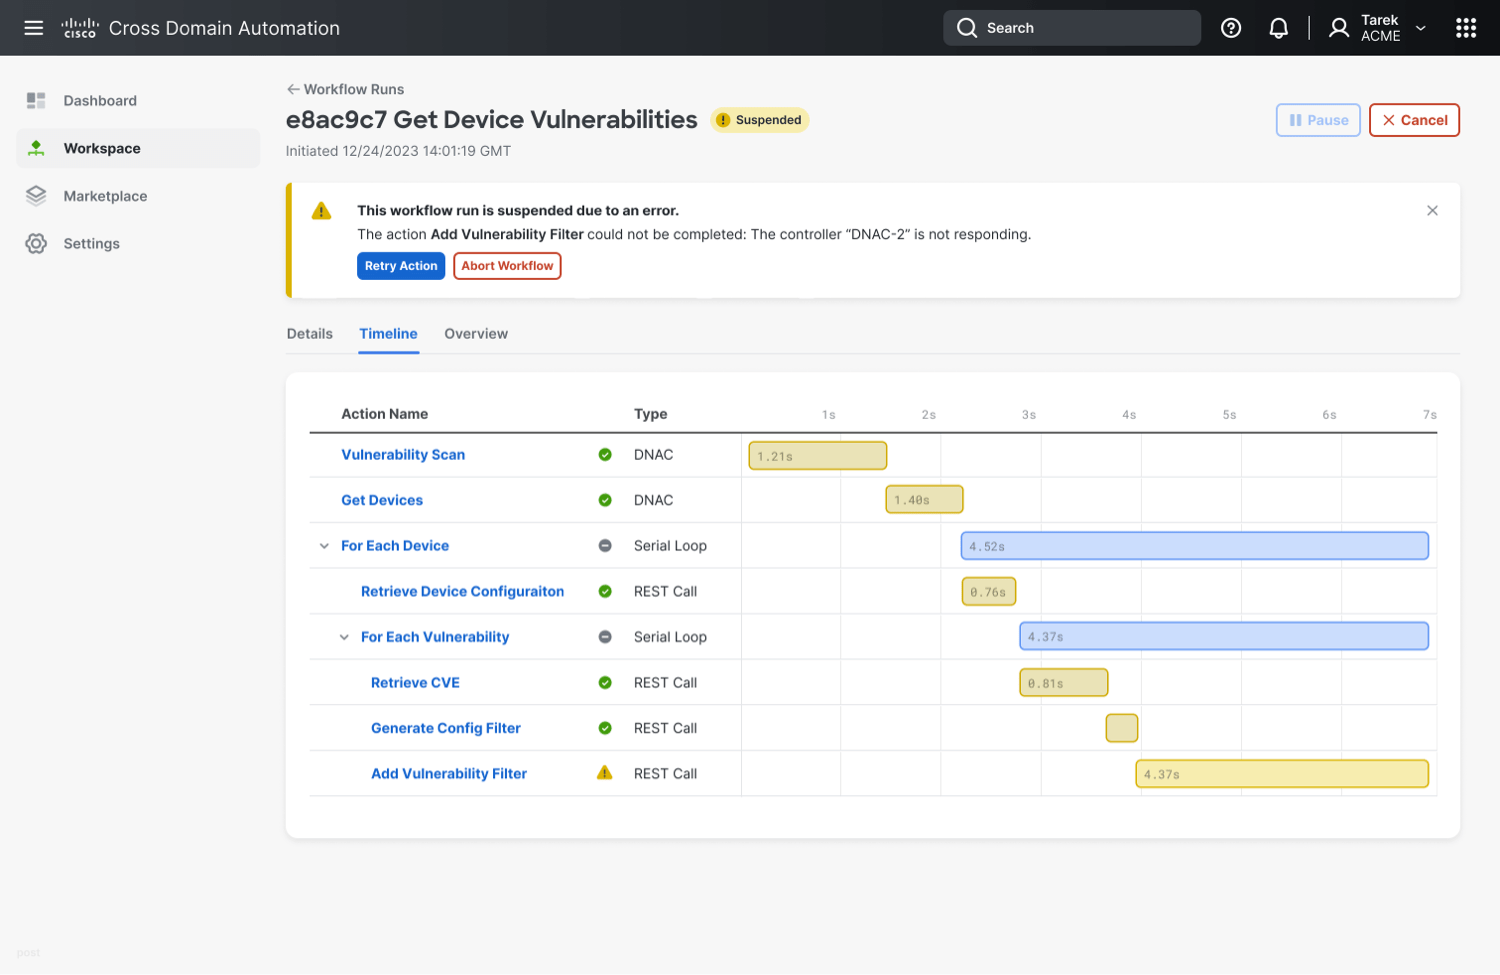 cisco Cross Domain Automation
Search
Tarek
ACME
Dashboard
Workspace
Marketplace
Settings
Workflow Runs
e8ac9c7 Get Device Vulnerabilities
Suspended
Pause
Cancel
Initiated 12/24/2023 14:01:19 GMT
This workflow run is suspended due to an error.
The action Add Vulnerability Filter could not be completed: The controller “DNAC-2” is not responding.
Retry Action Abort Workflow
Details Timeline Overview
Action Name Type 1s 2s 3s 4s 5s 6s 7s
Vulnerability Scan DNAC 1.21s
Get Devices DNAC 1.40s
For Each Device Serial Loop 4.52s
Retrieve Device Configuraiton REST Call 0.76s
For Each Vulnerability Serial Loop 4.37s
Retrieve CVE REST Call 0.81s
Generate Config Filter REST Call
Add Vulnerability Filter REST Call 4.37s
post